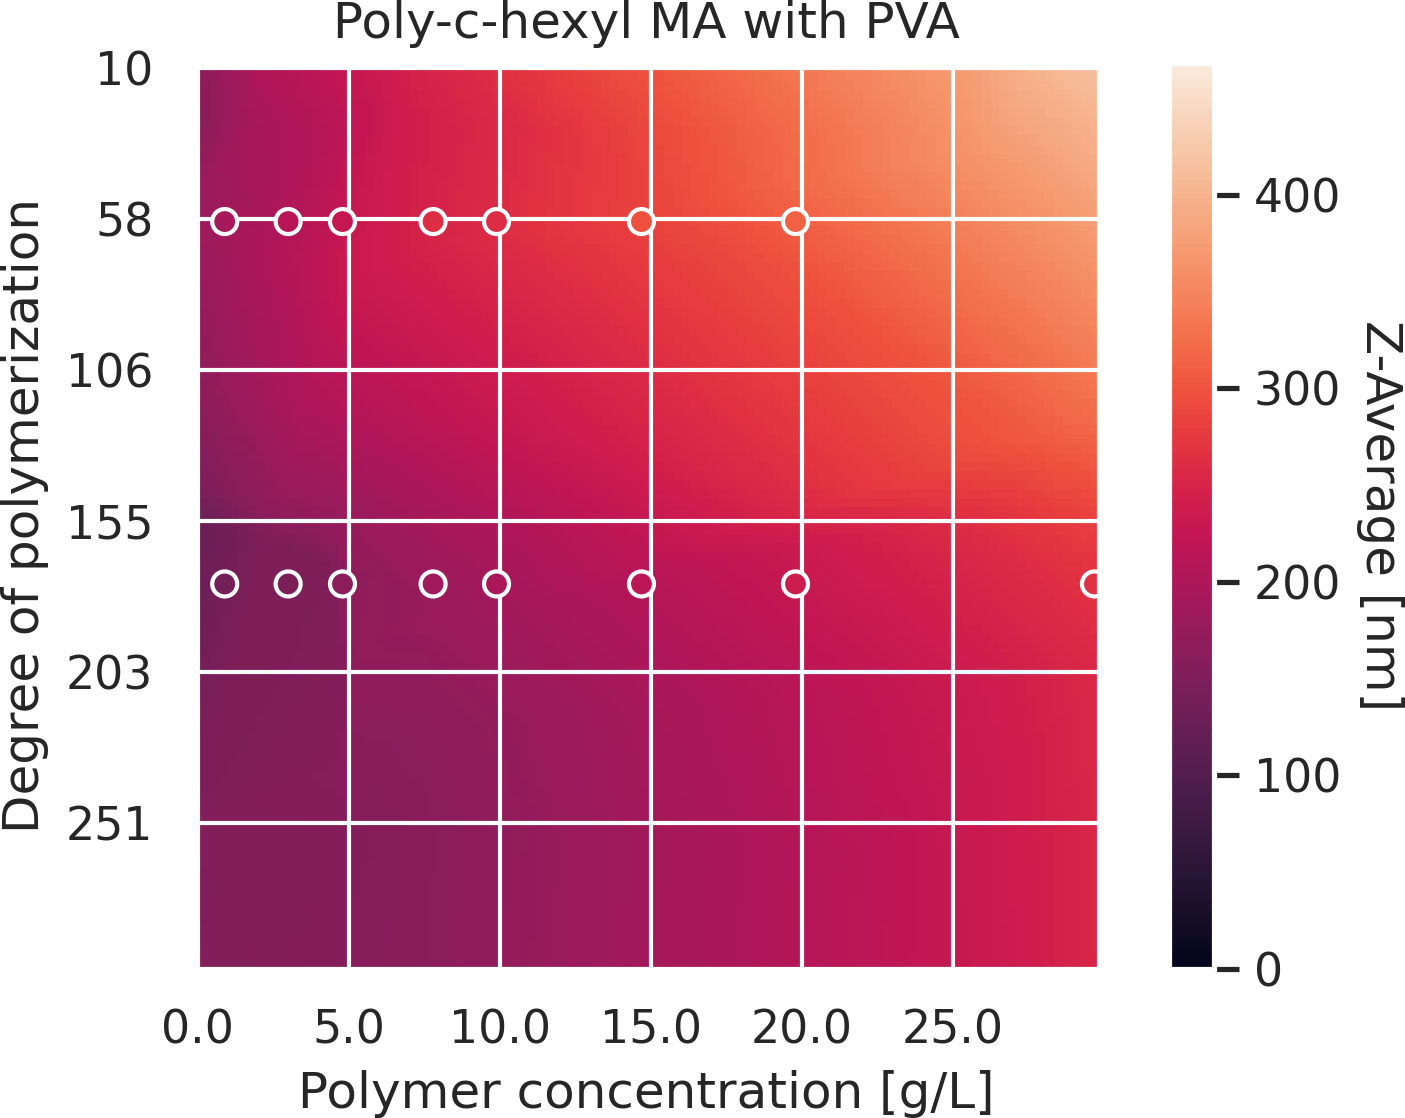 Poly-c-hexyl MA with PVA
10
58
106
155
203
251
Degree of polymerization
0.0 5.0 10.0 15.0 20.0 25.0
Polymer concentration [g/L]
400
300
200
100
0
Z-Average [nm]